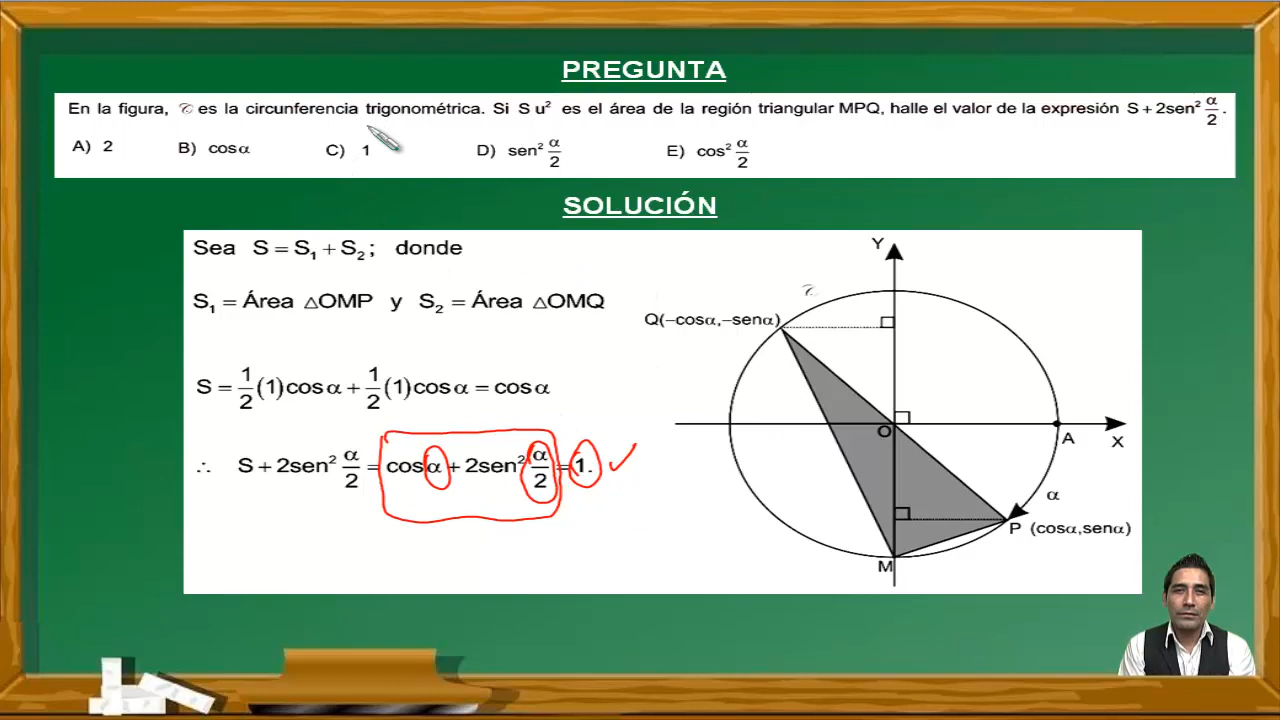 PREGUNTA
En la figura, 𝒞 es la circunferencia trigonométrica. Si S u² es el área de la región triangular MPQ, halle el valor de la expresión S + 2sen² α/2 .
A) 2 B) cosα C) 1 D) sen² α/2 E) cos² α/2
SOLUCIÓN
Sea S = S₁ + S₂ ; donde
S₁ = Área △OMP y S₂ = Área △OMQ
S = 1/2 (1)cosα + 1/2 (1)cosα = cosα
∴ S + 2sen² α/2 = cosα + 2sen² α/2 = 1.
Y
𝒞
Q(−cosα,−senα)
O
A
X
α
P (cosα,senα)
M